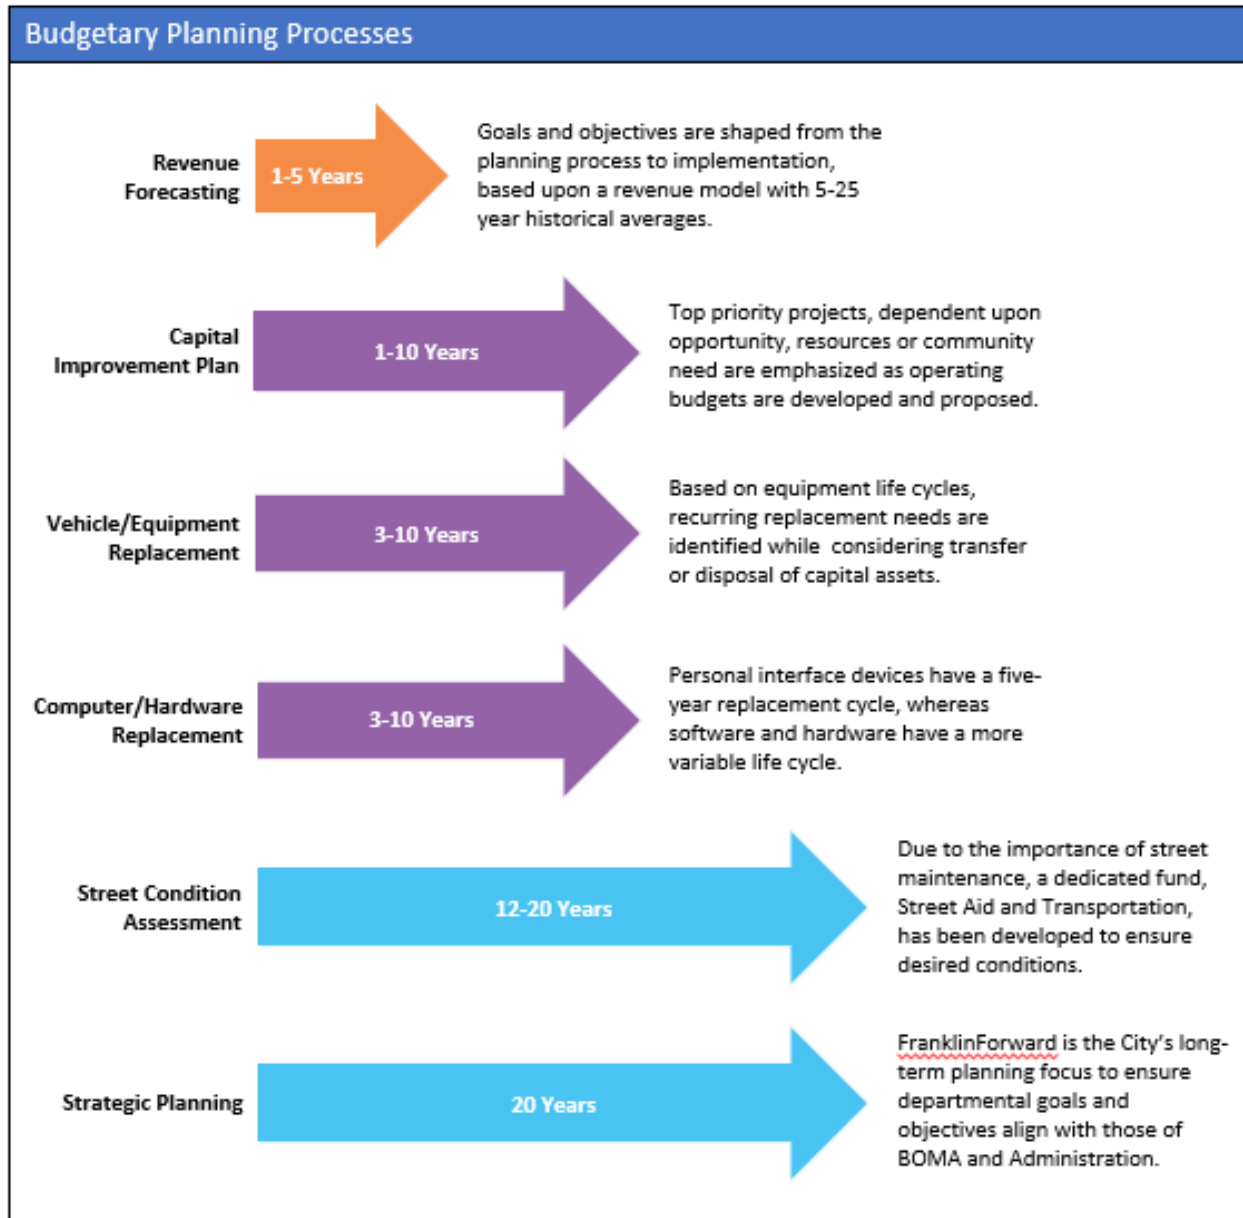 Budgetary Planning Processes
Revenue
Forecasting
1-5 Years
Goals and objectives are shaped from the
planning process to implementation,
based upon a revenue model with 5-25
year historical averages.
Capital
Improvement Plan
1-10 Years
Top priority projects, dependent upon
opportunity, resources or community
need are emphasized as operating
budgets are developed and proposed.
Vehicle/Equipment
Replacement
3-10 Years
Based on equipment life cycles,
recurring replacement needs are
identified while considering transfer
or disposal of capital assets.
Computer/Hardware
Replacement
3-10 Years
Personal interface devices have a five-
year replacement cycle, whereas
software and hardware have a more
variable life cycle.
Street Condition
Assessment
12-20 Years
Due to the importance of street
maintenance, a dedicated fund,
Street Aid and Transportation,
has been developed to ensure
desired conditions.
Strategic Planning
20 Years
FranklinForward is the City's long-
term planning focus to ensure
departmental goals and
objectives align with those of
BOMA and Administration.